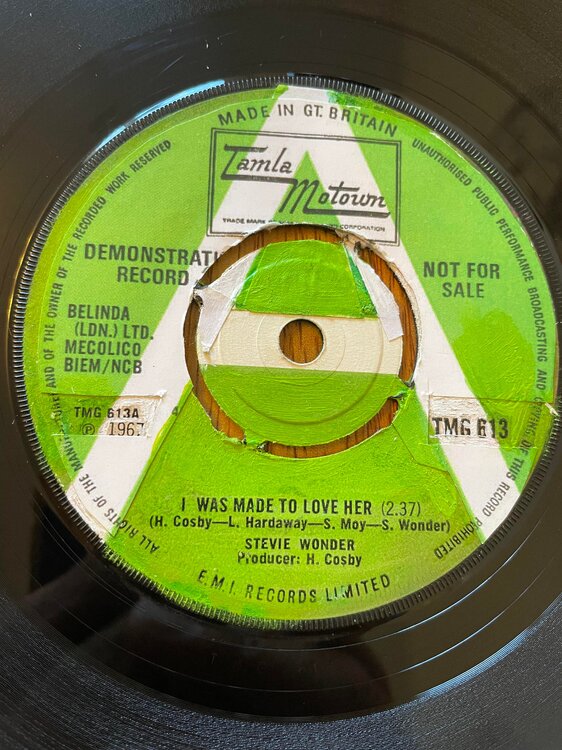 MADE IN GT. BRITAIN
Tamla
Motown
TRADE MARK CORPORATION
ALL RIGHTS OF THE MANUFACTURER AND OF THE OWNER OF THE RECORDED WORK RESERVED
UNAUTHORISED PUBLIC PERFORMANCE BROADCASTING AND COPYING OF THIS RECORD PROHIBITED
DEMONSTRATI
RECORD
NOT FOR
SALE
BELINDA
(LDN.) LTD.
MECOLICO
BIEM/NCB
TMG 613A
℗ 1967
TMG 613
I WAS MADE TO LOVE HER (2.37)
(H. Cosby—L. Hardaway—S. Moy—S. Wonder)
STEVIE WONDER
Producer: H. Cosby
E.M.I. RECORDS LIMITED